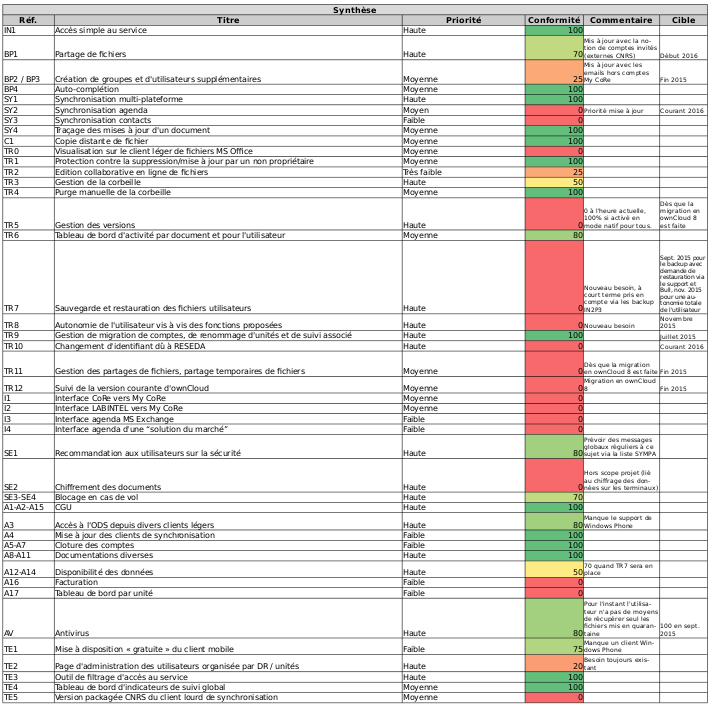 Synthèse
Réf. Titre Priorité Conformité Commentaire Cible
IN1 Accès simple au service Haute 100
BP1 Partage de fichiers Haute 70 Mis à jour avec la no-
tion de comptes invités
(externes CNRS) Début 2016
BP2 / BP3 Création de groupes et d'utilisateurs supplémentaires Moyenne 25 Mis à jour avec les
emails hors comptes
My CoRe Fin 2015
BP4 Auto-complétion Moyenne 100
SY1 Synchronisation multi-plateforme Haute 100
SY2 Synchronisation agenda Moyen 0 Priorité mise à jour Courant 2016
SY3 Synchronisation contacts Faible 0
SY4 Traçage des mises à jour d'un document Moyenne 100
C1 Copie distante de fichier Moyenne 100
TR0 Visualisation sur le client léger de fichiers MS Office Moyenne 0
TR1 Protection contre la suppression/mise à jour par un non propriétaire Moyenne 100
TR2 Edition collaborative en ligne de fichiers Très faible 25
TR3 Gestion de la corbeille Haute 50
TR4 Purge manuelle de la corbeille Moyenne 100
TR5 Gestion des versions Haute 0 0 à l'heure actuelle,
100% si activé en
mode natif pour tous.
Dès que la
migration en
ownCloud 8
est faite
TR6 Tableau de bord d'activité par document et pour l'utilisateur Moyenne 80
TR7 Sauvegarde et restauration des fichiers utilisateurs Haute 0 Nouveau besoin, à
court terme pris en
compte via les backup
IN2P3
Sept. 2015 pour
le backup avec
demande de
restauration via
le support et
Bull, nov. 2015
pour une au-
tonomie totale
de l'utilisateur
TR8 Autonomie de l'utilisateur vis à vis des fonctions proposées Haute 0 Nouveau besoin Novembre
2015
TR9 Gestion de migration de comptes, de renommage d'unités et de suivi associé Haute 100 Juillet 2015
TR10 Changement d'identifiant dû à RESEDA Haute 0 Courant 2016
TR11 Gestion des partages de fichiers, partage temporaires de fichiers Moyenne 0 Dès que la migration
en ownCloud 8 est faite Fin 2015
TR12 Suivi de la version courante d'ownCloud Moyenne 0 Migration en ownCloud
8 Fin 2015
I1 Interface CoRe vers My CoRe Moyenne 0
I2 Interface LABINTEL vers My CoRe Moyenne 0
I3 Interface agenda MS Exchange Faible 0
I4 Interface agenda d'une “solution du marché” Faible 0
SE1 Recommandation aux utilisateurs sur la sécurité Haute 80 Prévoir des messages
globaux réguliers à ce
sujet via la liste SYMPA
SE2 Chiffrement des documents Haute 0 Hors scope projet (lié
au chiffrage des don-
nées sur les terminaux)
SE3-SE4 Blocage en cas de vol Haute 70
A1-A2-A15 CGU Haute 100
A3 Accès à l'ODS depuis divers clients légers Haute 80 Manque le support de
Windows Phone
A4 Mise à jour des clients de synchronisation Faible 100
A5-A7 Cloture des comptes Faible 100
A8-A11 Documentations diverses Haute 100
A12-A14 Disponibilité des données Haute 50 70 quand TR7 sera en
place
A16 Facturation Faible 0
A17 Tableau de bord par unité Faible 0
AV Antivirus Haute 80 Pour l'instant l'utilisa-
teur n'a pas de moyens
de récupérer seul les
fichiers mis en quaran-
taine
100 en sept.
2015
TE1 Mise à disposition « gratuite » du client mobile Faible 75 Manque un client Win-
dows Phone
TE2 Page d'administration des utilisateurs organisée par DR / unités Haute 20 Besoin toujours exis-
tant
TE3 Outil de filtrage d'accès au service Haute 100
TE4 Tableau de bord d'indicateurs de suivi global Moyenne 100
TE5 Version packagée CNRS du client lourd de synchronisation Moyenne 0